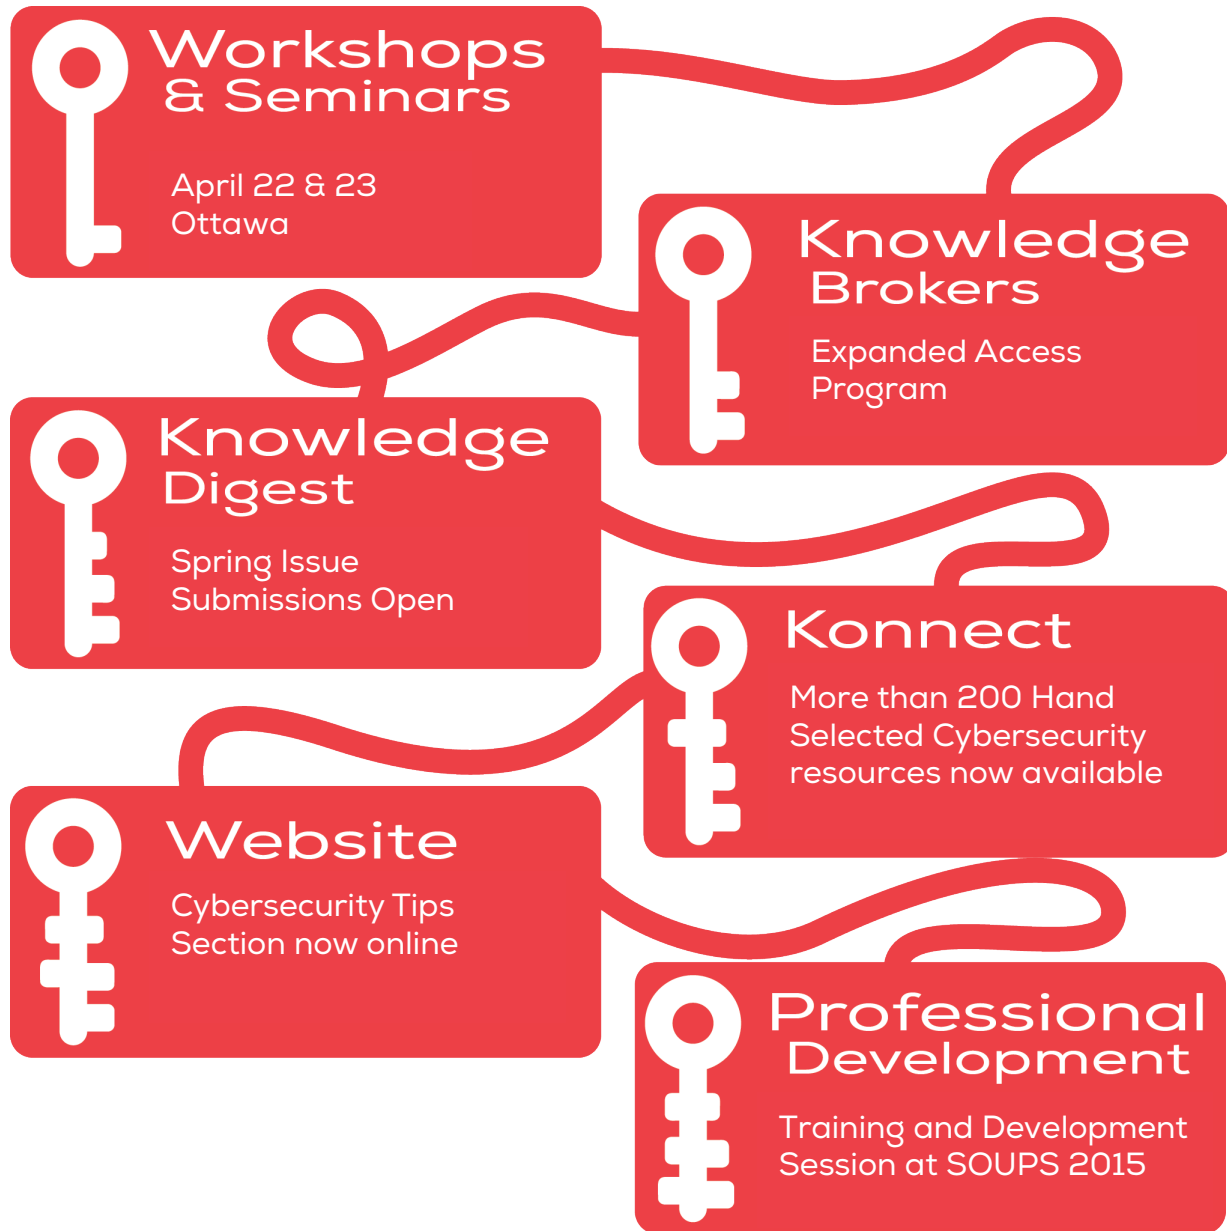 Workshops
& Seminars
April 22 & 23
Ottawa
Knowledge
Brokers
Expanded Access
Program
Knowledge
Digest
Spring Issue
Submissions Open
Konnect
More than 200 Hand
Selected Cybersecurity
resources now available
Website
Cybersecurity Tips
Section now online
Professional
Development
Training and Development
Session at SOUPS 2015